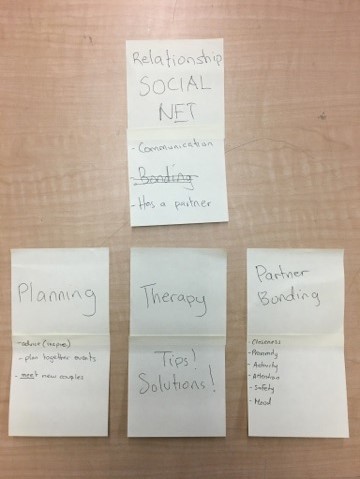 Relationship
SOCIAL
NET
- Communication
- Bonding
- Has a partner
Planning
- advice (inspire)
- plan together events
- meet new couples
Therapy
Tips!
Solutions!
Partner
Bonding
- Closeness
- Proximity
- Activity
- Attention
- Safety
- Mood